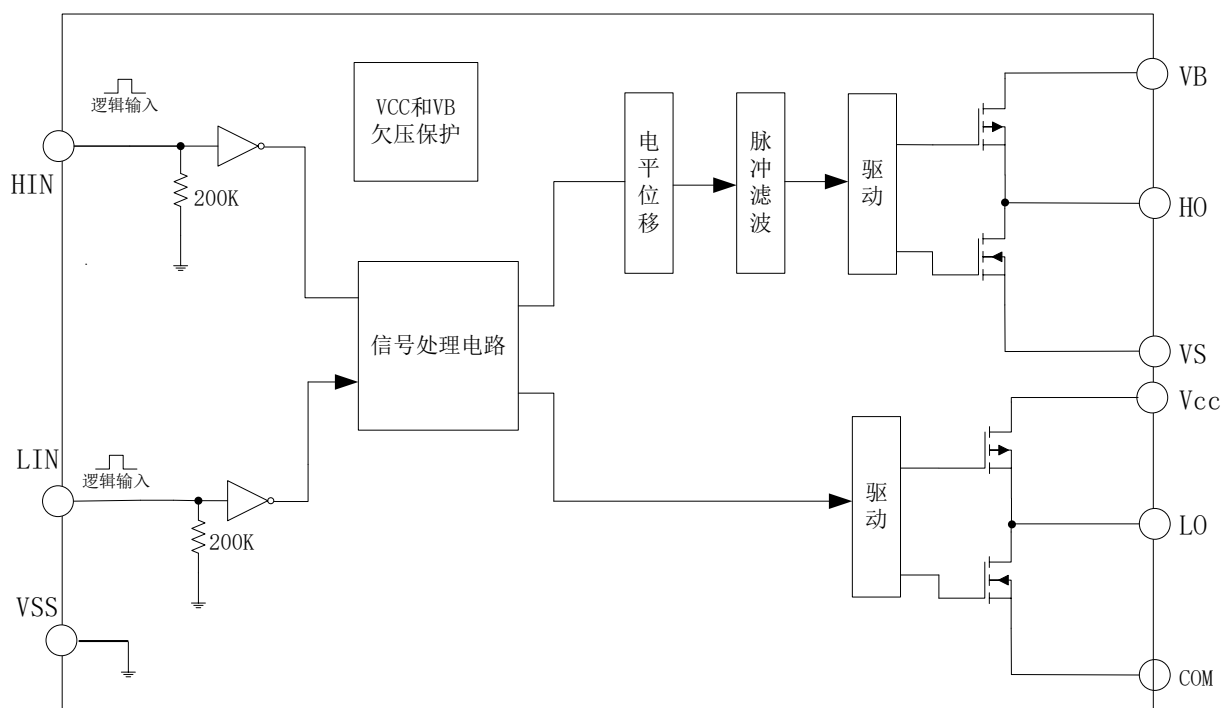 逻辑输入
HIN
200K
VCC和VB
欠压保护
电平位移
脉冲滤波
驱动
VB
HO
VS
信号处理电路
LIN
逻辑输入
200K
驱动
Vcc
LO
VSS
COM